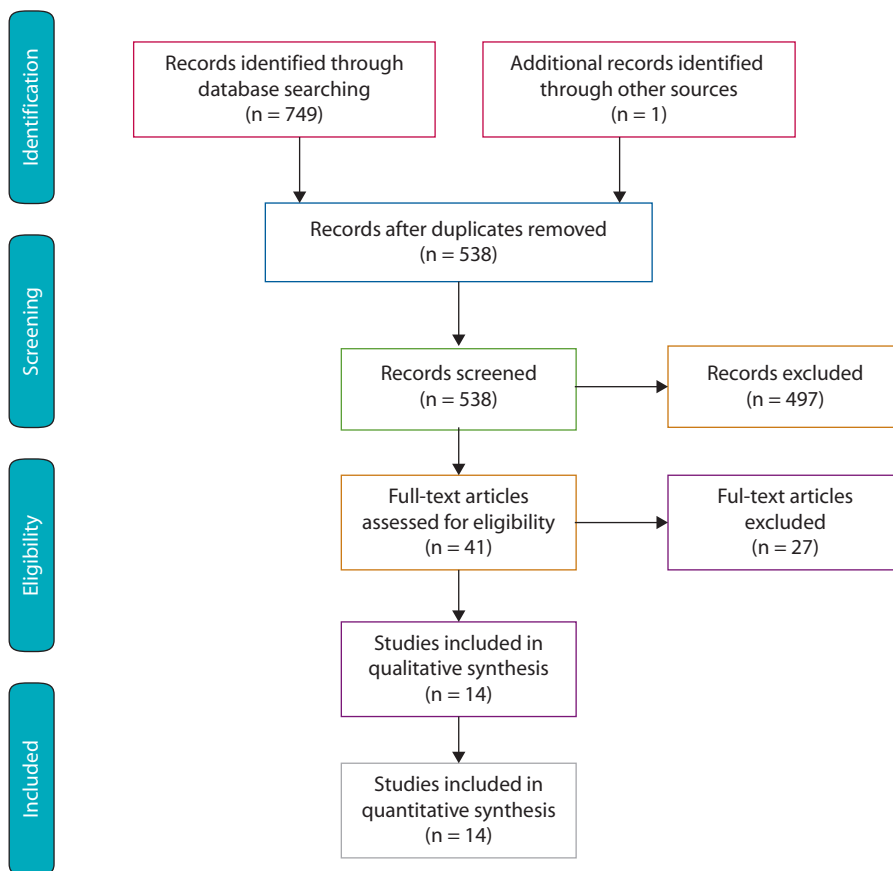 Identification
Records identified through
database searching
(n = 749)
Additional records identified
through other sources
(n = 1)
Records after duplicates removed
(n = 538)
Screening
Records screened
(n = 538)
Records excluded
(n = 497)
Eligibility
Full-text articles
assessed for eligibility
(n = 41)
Ful-text articles
excluded
(n = 27)
Studies included in
qualitative synthesis
(n = 14)
Included
Studies included in
quantitative synthesis
(n = 14)